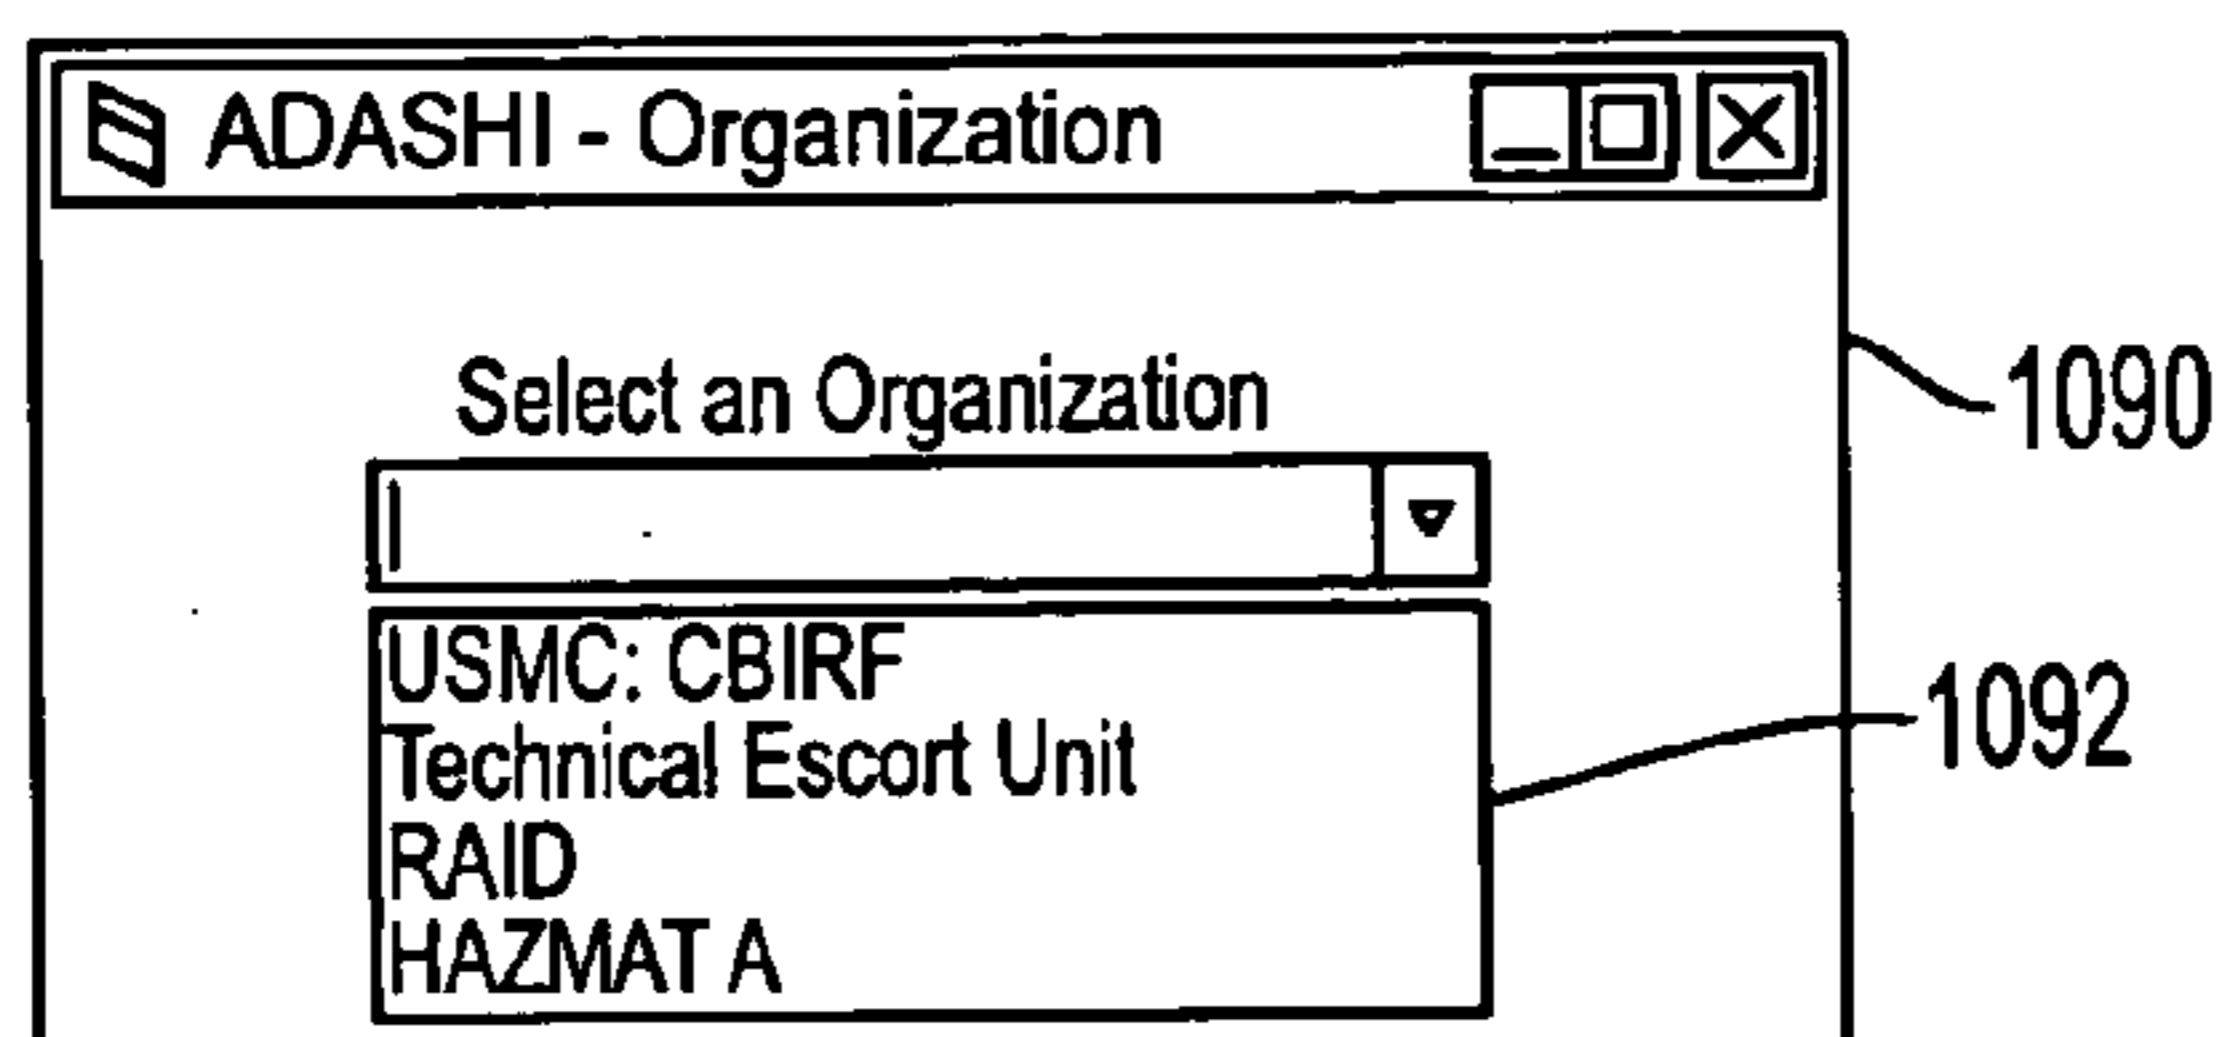 ADASHI - Organization
Select an Organization
1090
USMC: CBIRF
Technical Escort Unit
1092
RAID
HAZMAT A